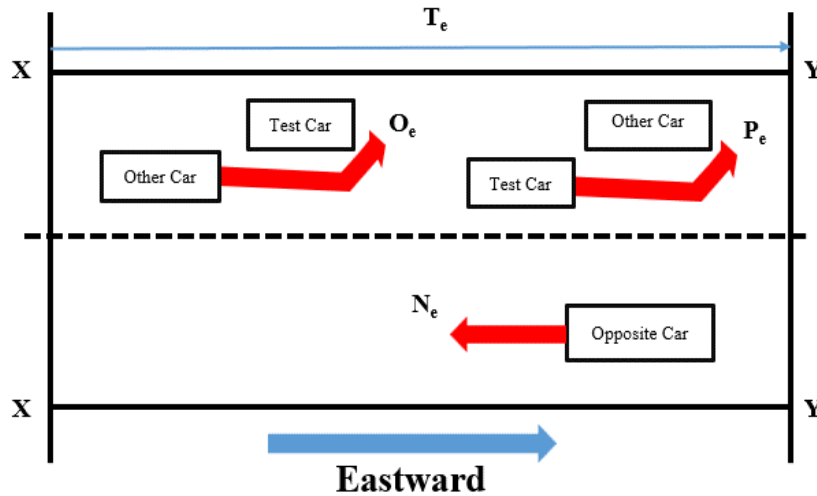 Tₑ
X
Y
Test Car
Oₑ
Other Car
Other Car
Pₑ
Test Car
Nₑ
Opposite Car
X
Y
Eastward